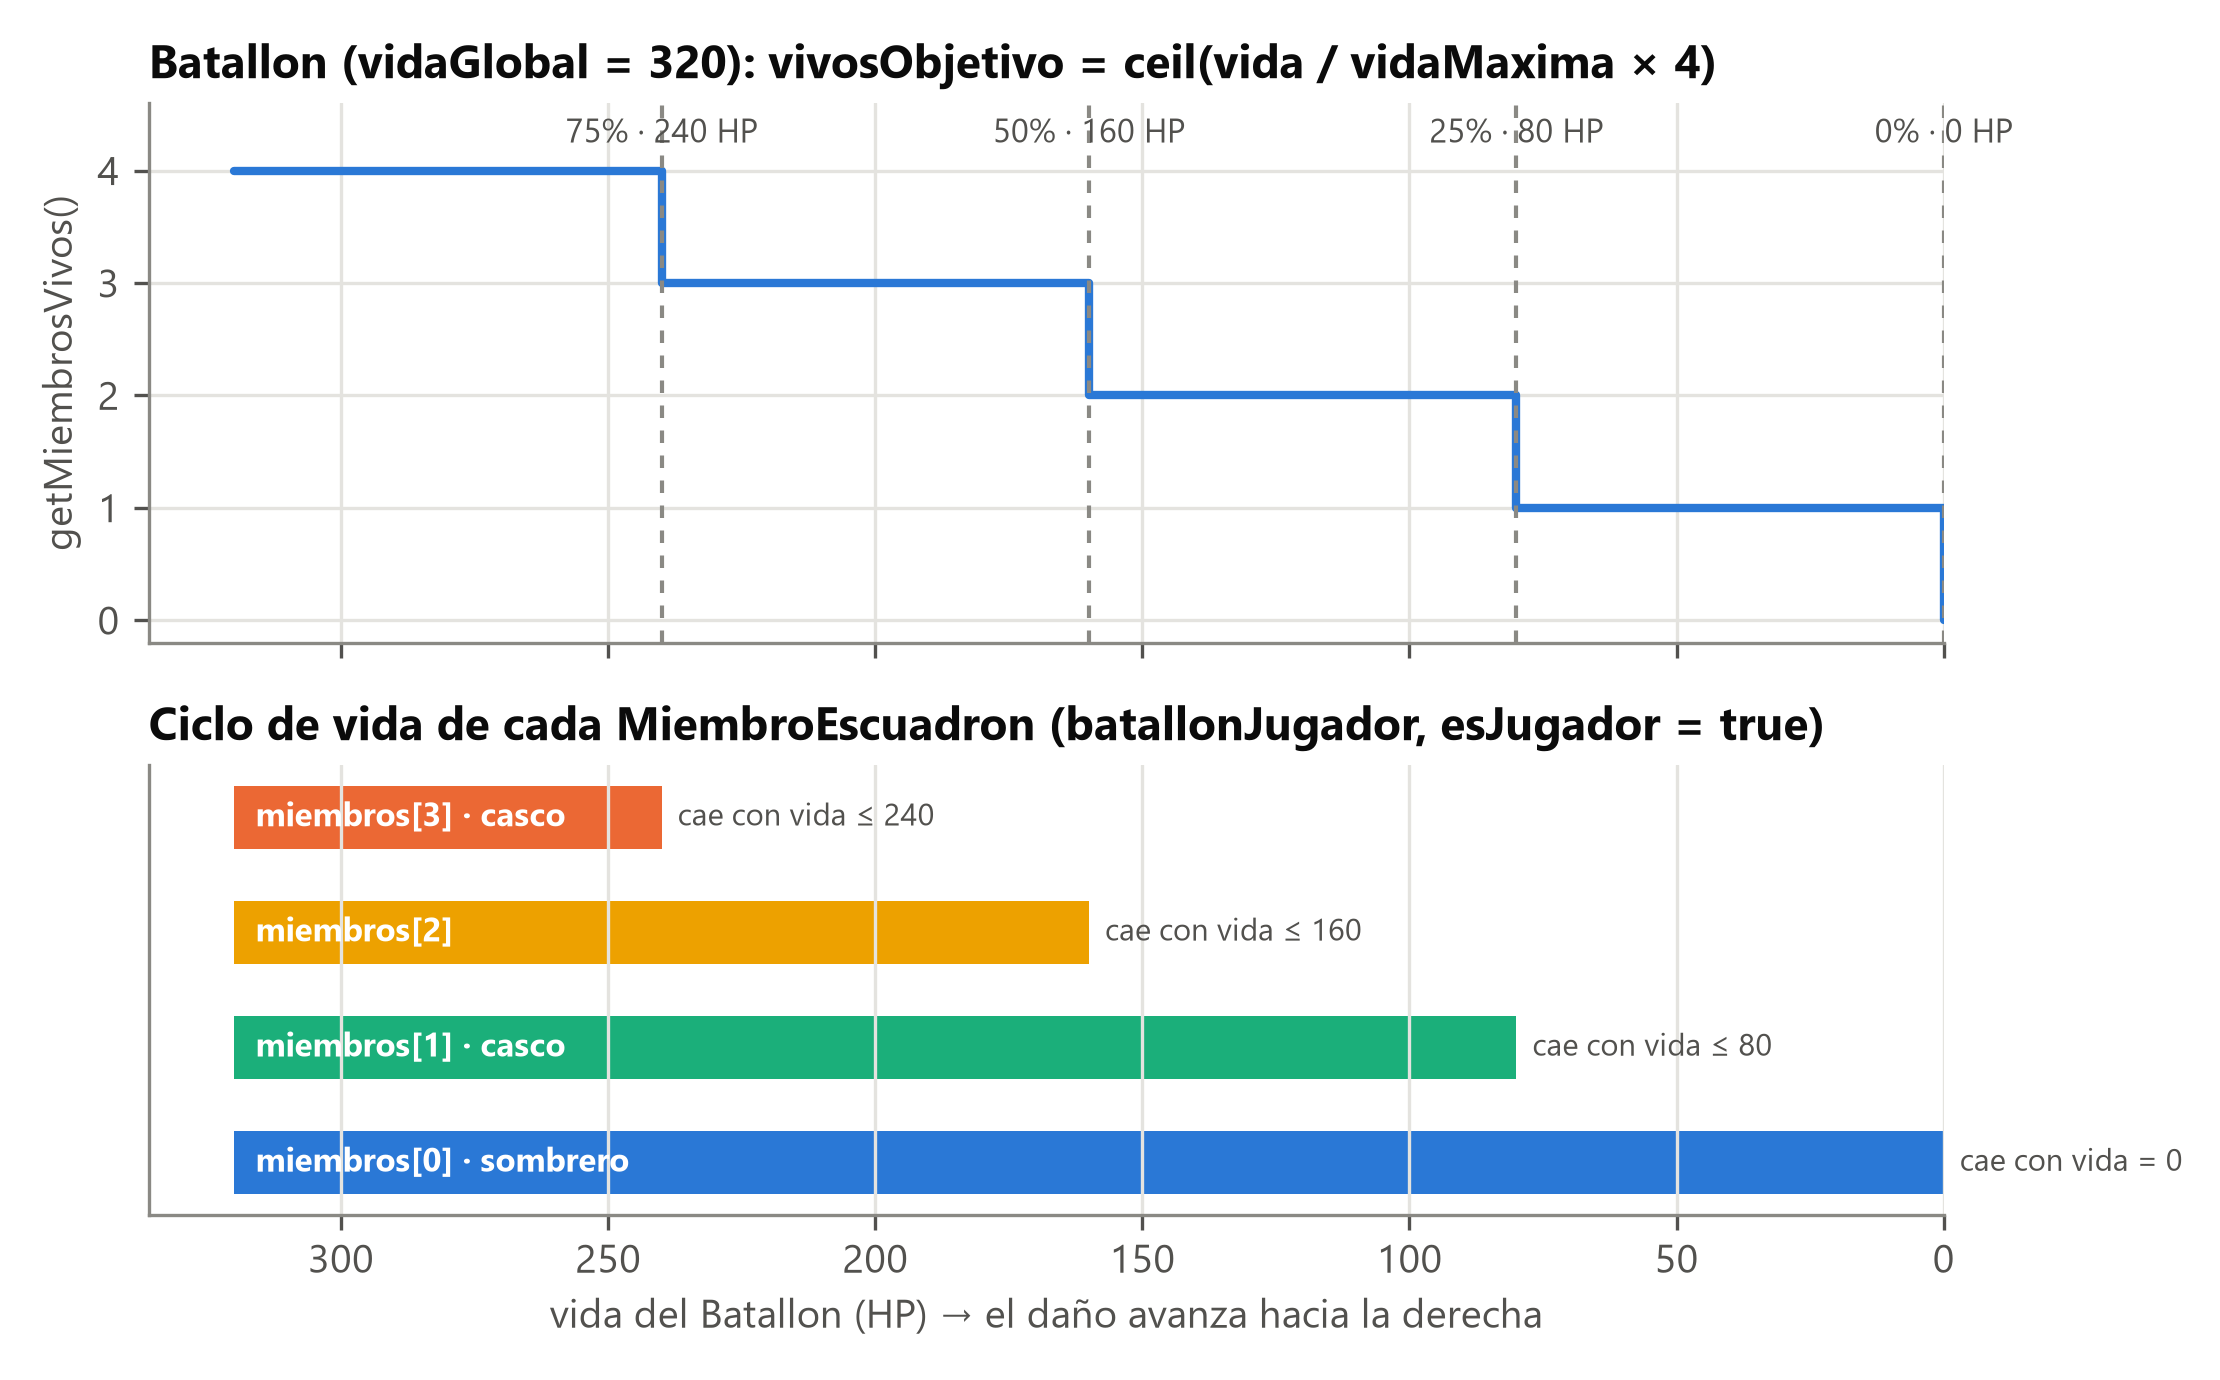 Batallon (vidaGlobal = 320): vivosObjetivo = ceil(vida / vidaMaxima × 4)
75% · 240 HP
50% · 160 HP
25% · 80 HP
0% · 0 HP
getMiembrosVivos()
4
3
2
1
0
Ciclo de vida de cada MiembroEscuadron (batallonJugador, esJugador = true)
miembros[3] · casco
cae con vida ≤ 240
miembros[2]
cae con vida ≤ 160
miembros[1] · casco
cae con vida ≤ 80
miembros[0] · sombrero
cae con vida = 0
300
250
200
150
100
50
0
vida del Batallon (HP) → el daño avanza hacia la derecha